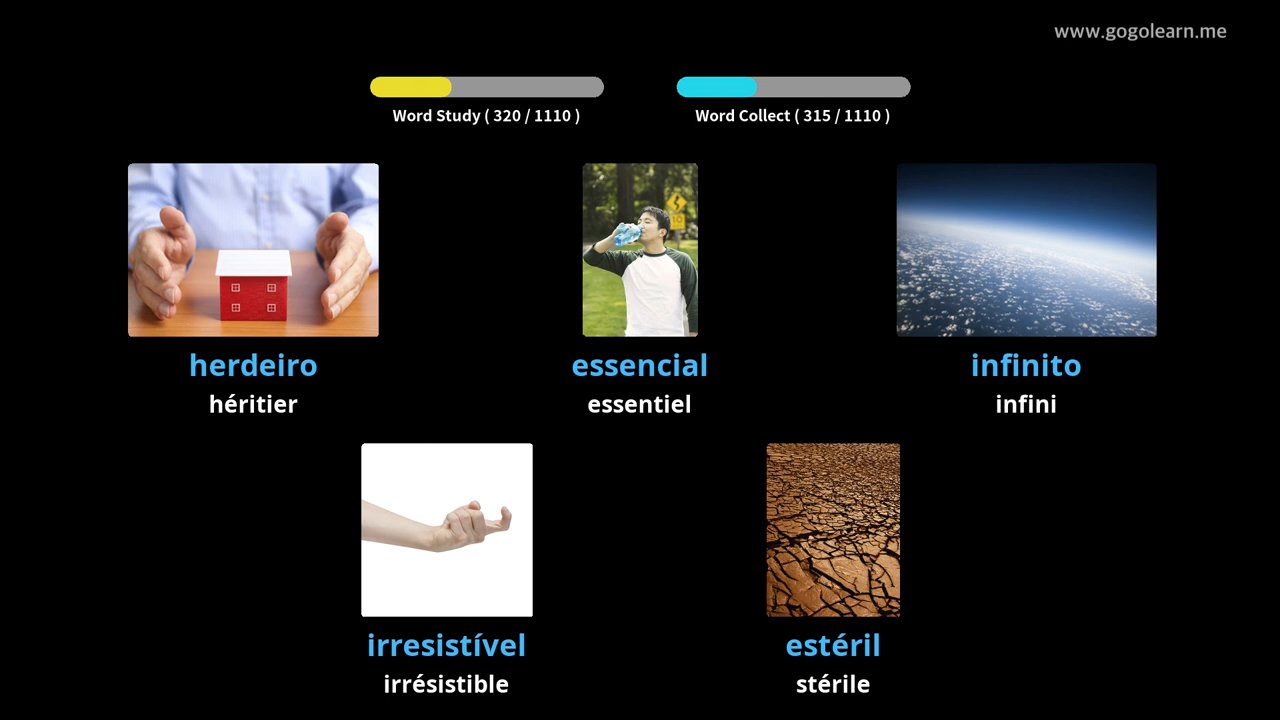 www.gogolearn.me
Word Study ( 320 / 1110 )
Word Collect ( 315 / 1110 )
herdeiro
héritier
essencial
essentiel
infinito
infini
irresistível
irrésistible
estéril
stérile